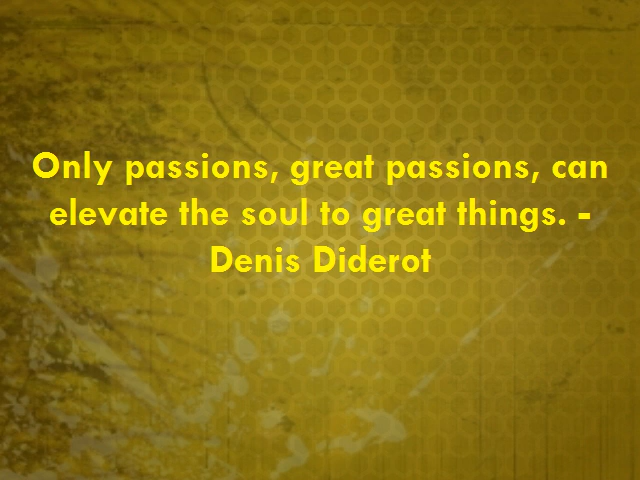 Only passions, great passions, can
elevate the soul to great things. -
Denis Diderot